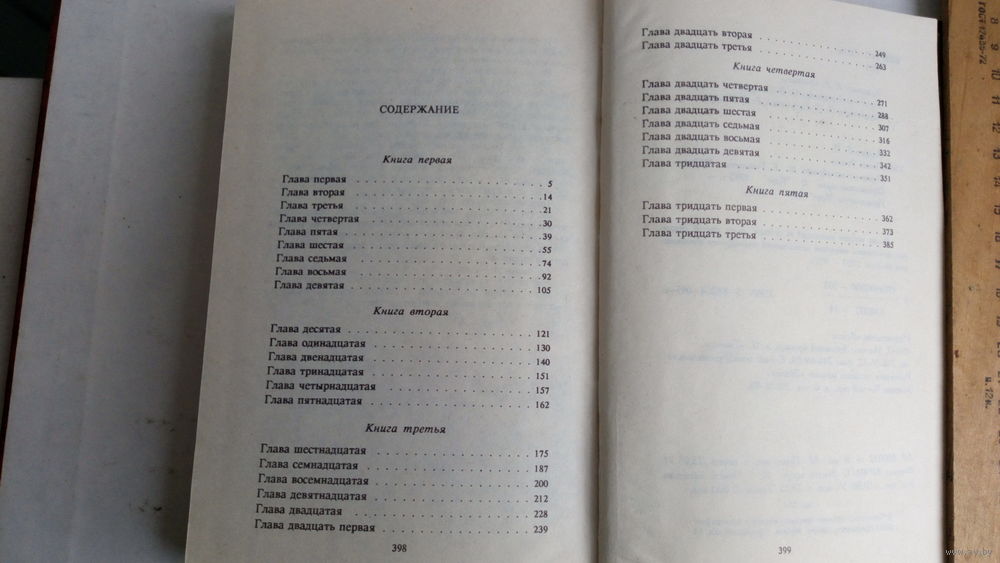 СОДЕРЖАНИЕ
Книга первая
Глава первая . . . . . . . . . . . . . . . . . 5
Глава вторая . . . . . . . . . . . . . . . . . 14
Глава третья . . . . . . . . . . . . . . . . . 21
Глава четвертая . . . . . . . . . . . . . . . . 30
Глава пятая . . . . . . . . . . . . . . . . . 39
Глава шестая . . . . . . . . . . . . . . . . . 55
Глава седьмая . . . . . . . . . . . . . . . . . 74
Глава восьмая . . . . . . . . . . . . . . . . . 92
Глава девятая . . . . . . . . . . . . . . . . . 105
Книга вторая
Глава десятая . . . . . . . . . . . . . . . . . 121
Глава одинадцатая . . . . . . . . . . . . . . . 130
Глава двенадцатая . . . . . . . . . . . . . . . 140
Глава тринадцатая . . . . . . . . . . . . . . . 151
Глава четырнадцатая . . . . . . . . . . . . . . 157
Глава пятнадцатая . . . . . . . . . . . . . . . 162
Книга третья
Глава шестнадцатая . . . . . . . . . . . . . . . 175
Глава семнадцатая . . . . . . . . . . . . . . . 187
Глава восемнадцатая . . . . . . . . . . . . . . 200
Глава девятнадцатая . . . . . . . . . . . . . . 212
Глава двадцатая . . . . . . . . . . . . . . . . 228
Глава двадцать первая . . . . . . . . . . . . . 239
398
Глава двадцать вторая . . . . . . . . . . . . . 249
Глава двадцать третья . . . . . . . . . . . . . 263
Книга четвертая
Глава двадцать четвертая . . . . . . . . . . . . 271
Глава двадцать пятая . . . . . . . . . . . . . . 288
Глава двадцать шестая . . . . . . . . . . . . . 307
Глава двадцать седьмая . . . . . . . . . . . . . 316
Глава двадцать восьмая . . . . . . . . . . . . . 332
Глава двадцать девятая . . . . . . . . . . . . . 342
Глава тридцатая . . . . . . . . . . . . . . . . 351
Книга пятая
Глава тридцать первая . . . . . . . . . . . . . 362
Глава тридцать вторая . . . . . . . . . . . . . 373
Глава тридцать третья . . . . . . . . . . . . . 385
399